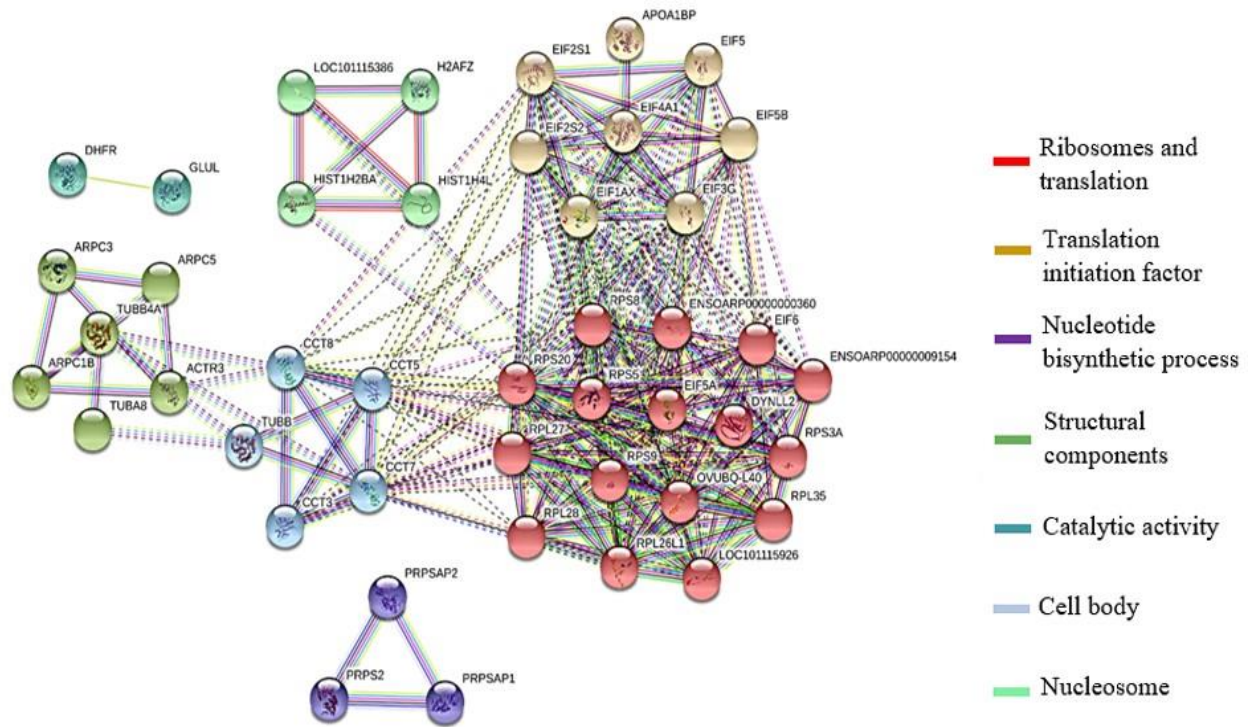 APOA1BP
EIF2S1
EIF5
LOC101115386
H2AFZ
EIF4A1
EIF5B
EIF2S2
DHFR
GLUL
HIST1H2BA
HIST1H4L
EIF1AX
EIF3G
Ribosomes and
translation
Translation
initiation factor
Nucleotide
bisynthetic process
Structural
components
Catalytic activity
Cell body
Nucleosome
ARPC3
ARPC5
TUBB4A
ARPC1B
ACTR3
TUBA8
CCT8
CCT5
TUBB
CCT7
CCT3
RPS8
ENSOARP00000000360
EIF6
ENSOARP00000009154
RPS20
RPS5
EIF5A
DYNLL2
RPL27
RPS3A
RPS9
OVUBQ-L40
RPL35
RPL28
RPL26L1
LOC101115926
PRPSAP2
PRPS2
PRPSAP1